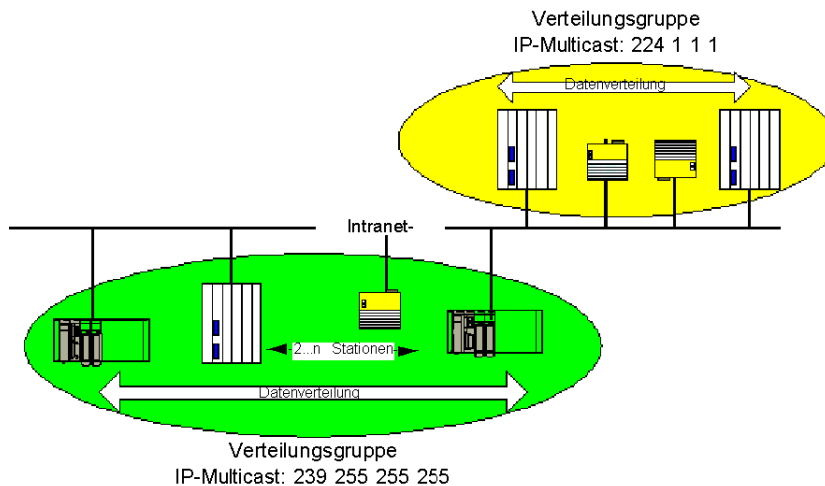 Verteilungsgruppe
IP-Multicast: 224 1 1 1
Datenverteilung
Intranet-
2...n Stationen
Datenverteilung
Verteilungsgruppe
IP-Multicast: 239 255 255 255